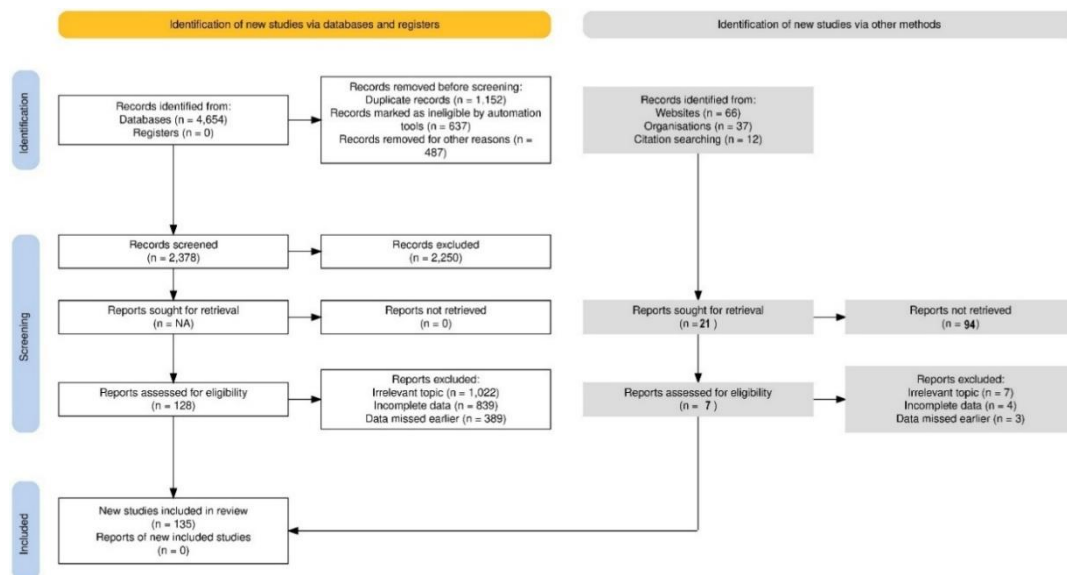 Identification of new studies via databases and registers
Identification of new studies via other methods
Identification
Records identified from:
Databases (n = 4,654)
Registers (n = 0)
Records removed before screening:
Duplicate records (n = 1,152)
Records marked as ineligible by automation
tools (n = 637)
Records removed for other reasons (n =
487)
Records identified from:
Websites (n = 66)
Organisations (n = 37)
Citation searching (n = 12)
Screening
Records screened
(n = 2,378)
Records excluded
(n = 2,250)
Reports sought for retrieval
(n = NA)
Reports not retrieved
(n = 0)
Reports sought for retrieval
(n = 21 )
Reports not retrieved
(n = 94)
Reports assessed for eligibility
(n = 128)
Reports excluded:
Irrelevant topic (n = 1,022)
Incomplete data (n = 839)
Data missed earlier (n = 389)
Reports assessed for eligibility
(n = 7 )
Reports excluded:
Irrelevant topic (n = 7)
Incomplete data (n = 4)
Data missed earlier (n = 3)
Included
New studies included in review
(n = 135)
Reports of new included studies
(n = 0)